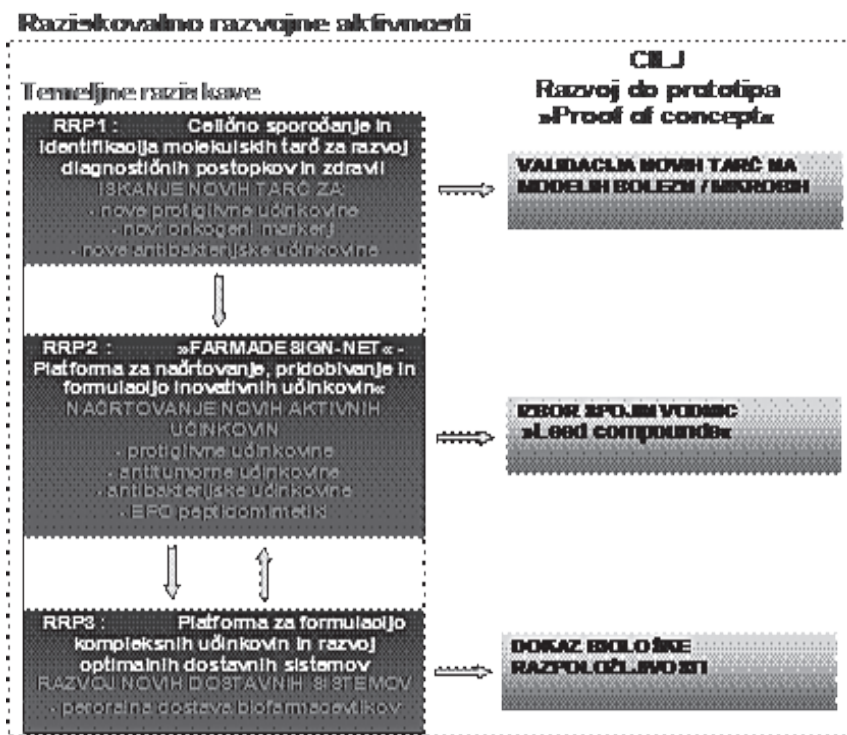 Raziskovalno razvojne aktivnosti
CILJ
Razvoj do prototipa
»Proof of concept«
Temeljne raziskave
RRP1 : Celično sporočanje in
identifikacija molekulskih tarč za razvoj
diagnostičnih postopkov in zdravil
ISKANJE NOVIH TARČ ZA
- nove protiglivne učinkovine
- novi onkogeni markerji
- nove antibakterijske učinkovine
VALIDACIJA NOVIH TARČ NA
MODELIH BOLEZNI / MIKROBIH
RRP2 : »FARMADESIGN-NET« -
Platforma za načrtovanje, pridobivanje in
formulacijo inovativnih učinkovin«
NAČRTOVANJE NOVIH AKTIVNIH
UČINKOVIN
- protiglivne učinkovine
- antitumorne učinkovine
- antibakterijske učinkovine
- EPO peptidomimetiki
IZBOR SPOJIN VODNIC
»Lead compounds«
RRP3 : Platforma za formulacijo
kompleksnih učinkovin in razvoj
optimalnih dostavnih sistemov
RAZVOJ NOVIH DOSTAVNIH SISTEMOV
- peroralna dostava biofarmacevtikov
DOKAZ BIOLOŠKE
RAZPOLOŽLJIVOSTI